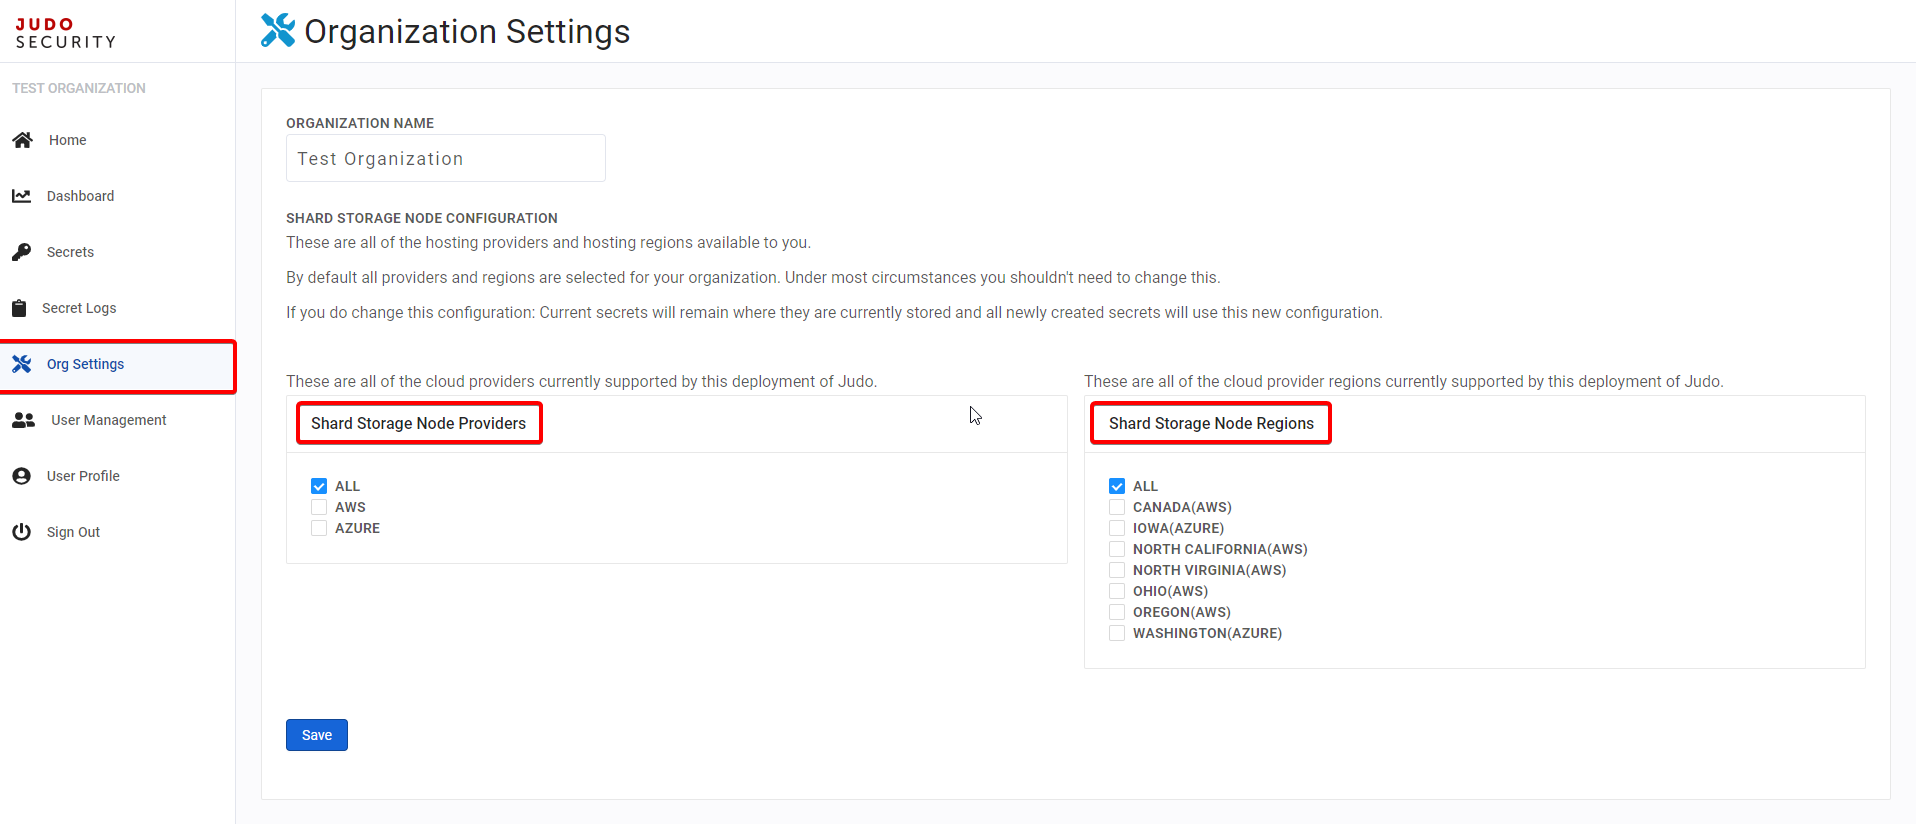 JUDO
SECURITY
Organization Settings
TEST ORGANIZATION
Home
Dashboard
Secrets
Secret Logs
Org Settings
User Management
User Profile
Sign Out
ORGANIZATION NAME
Test Organization
SHARD STORAGE NODE CONFIGURATION
These are all of the hosting providers and hosting regions available to you.
By default all providers and regions are selected for your organization. Under most circumstances you shouldn't need to change this.
If you do change this configuration: Current secrets will remain where they are currently stored and all newly created secrets will use this new configuration.
These are all of the cloud providers currently supported by this deployment of Judo.
Shard Storage Node Providers
ALL
AWS
AZURE
These are all of the cloud provider regions currently supported by this deployment of Judo.
Shard Storage Node Regions
ALL
CANADA(AWS)
IOWA(AZURE)
NORTH CALIFORNIA(AWS)
NORTH VIRGINIA(AWS)
OHIO(AWS)
OREGON(AWS)
WASHINGTON(AZURE)
Save